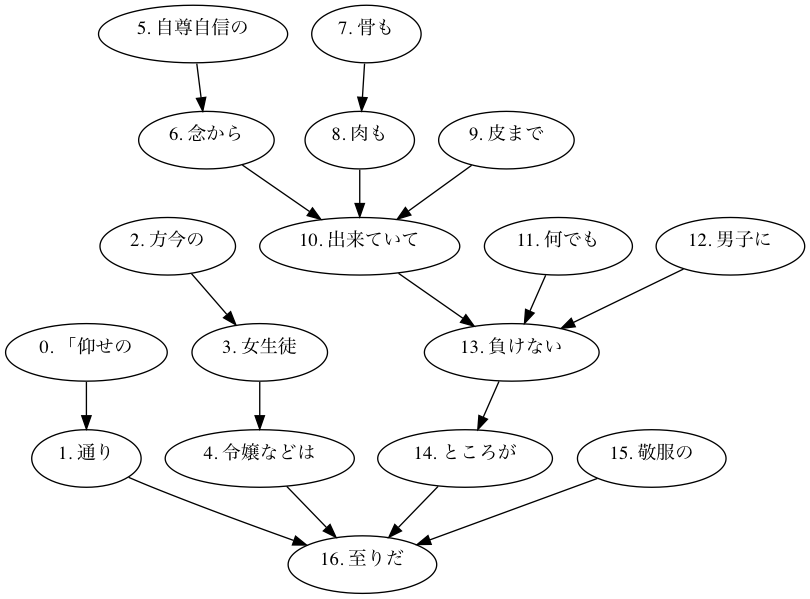 5. 自尊自信の
7. 骨も
6. 念から
8. 肉も
9. 皮まで
2. 方今の
10. 出来ていて
11. 何でも
12. 男子に
0. 「仰せの
3. 女生徒
13. 負けない
1. 通り
4. 令嬢などは
14. ところが
15. 敬服の
16. 至りだ